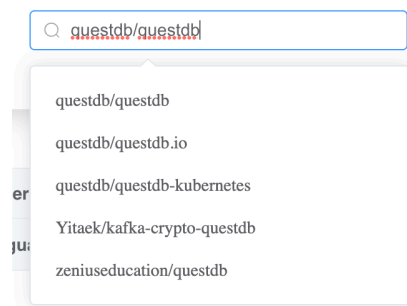 questdb/questdb
questdb/questdb
questdb/questdb.io
questdb/questdb-kubernetes
Yitaek/kafka-crypto-questdb
zeniuseducation/questdb